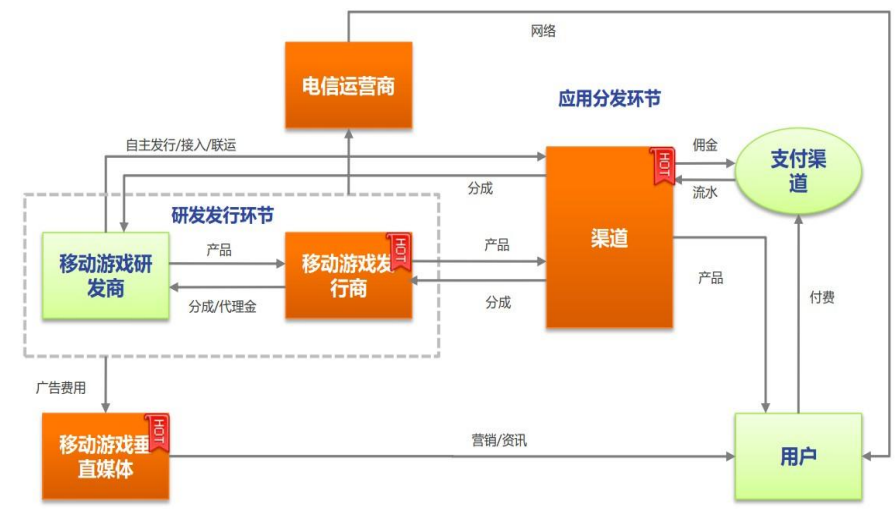 网络
电信运营商
应用分发环节
自主发行/接入/联运
HOT
佣金
支付渠
道
分成
流水
研发发行环节
移动游戏研
发商
产品
分成/代理金
HOT
移动游戏发
行商
产品
分成
渠道
产品
付费
广告费用
HOT
移动游戏垂
直媒体
营销/资讯
用户